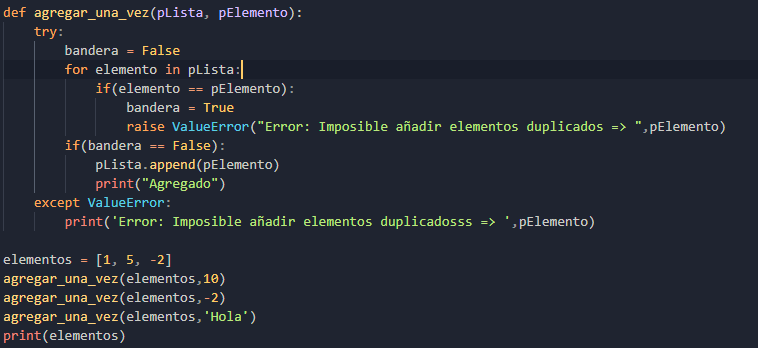 def agregar_una_vez(pLista, pElemento):
    try:
        bandera = False
        for elemento in pLista:
            if(elemento == pElemento):
                bandera = True
                raise ValueError("Error: Imposible añadir elementos duplicados => ",pElemento)
        if(bandera == False):
            pLista.append(pElemento)
            print("Agregado")
    except ValueError:
        print('Error: Imposible añadir elementos duplicadosss => ',pElemento)

elementos = [1, 5, -2]
agregar_una_vez(elementos,10)
agregar_una_vez(elementos,-2)
agregar_una_vez(elementos,'Hola')
print(elementos)